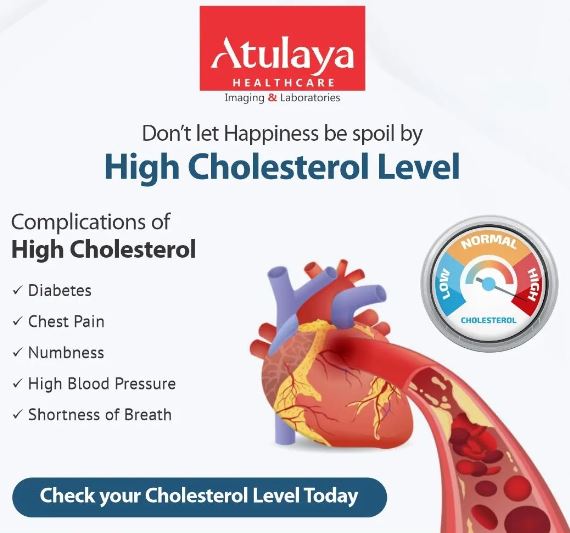 Atulaya
HEALTHCARE
Imaging & Laboratories
Don't let Happiness be spoil by
High Cholesterol Level
Complications of
High Cholesterol
✓ Diabetes
✓ Chest Pain
✓ Numbness
✓ High Blood Pressure
✓ Shortness of Breath
LOW
NORMAL
HIGH
CHOLESTEROL
Check your Cholesterol Level Today